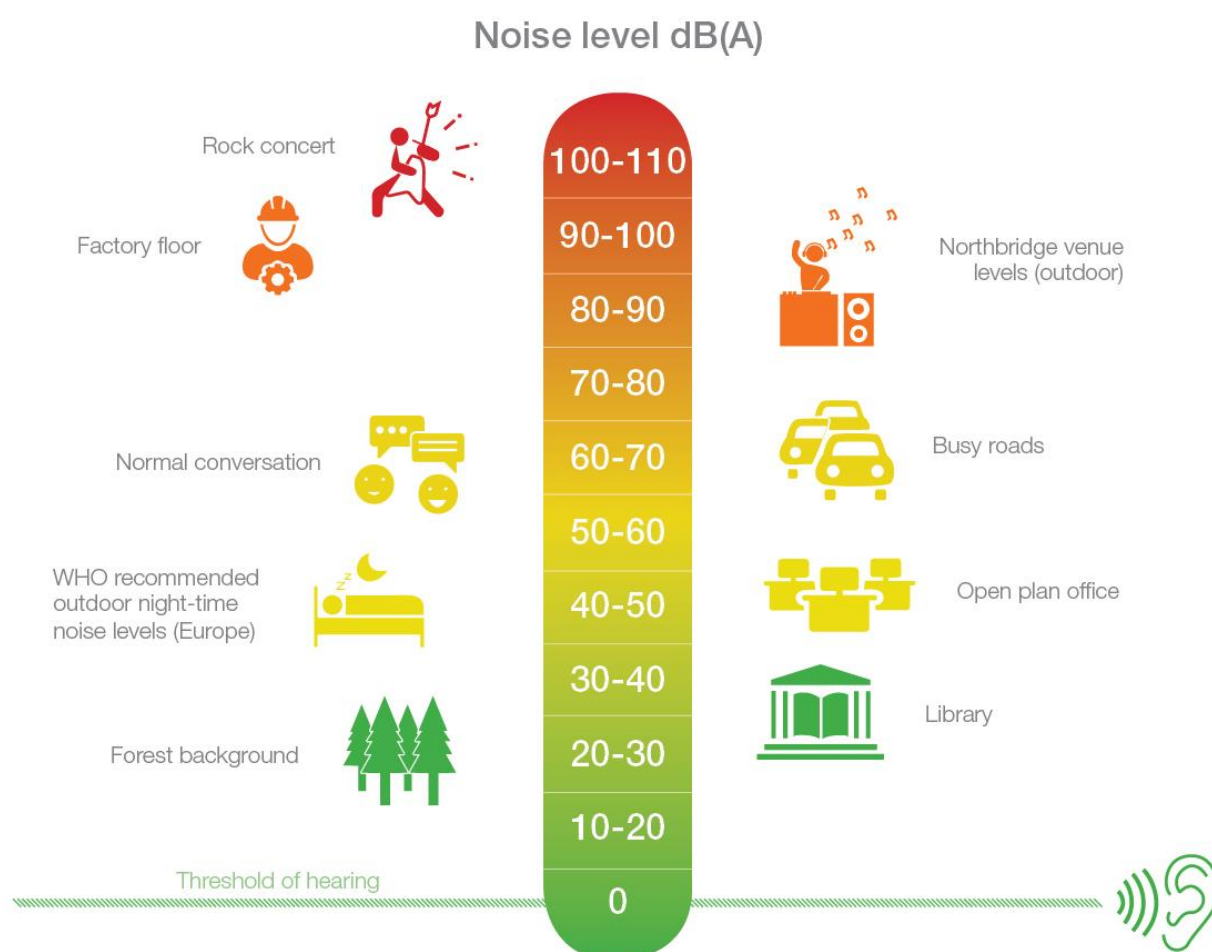 Noise level dB(A)
Rock concert
100-110
Factory floor
90-100
Northbridge venue
levels (outdoor)
80-90
70-80
Normal conversation
60-70
Busy roads
50-60
WHO recommended
outdoor night-time
noise levels (Europe)
zz
40-50
Open plan office
30-40
Library
Forest background
20-30
10-20
Threshold of hearing
0